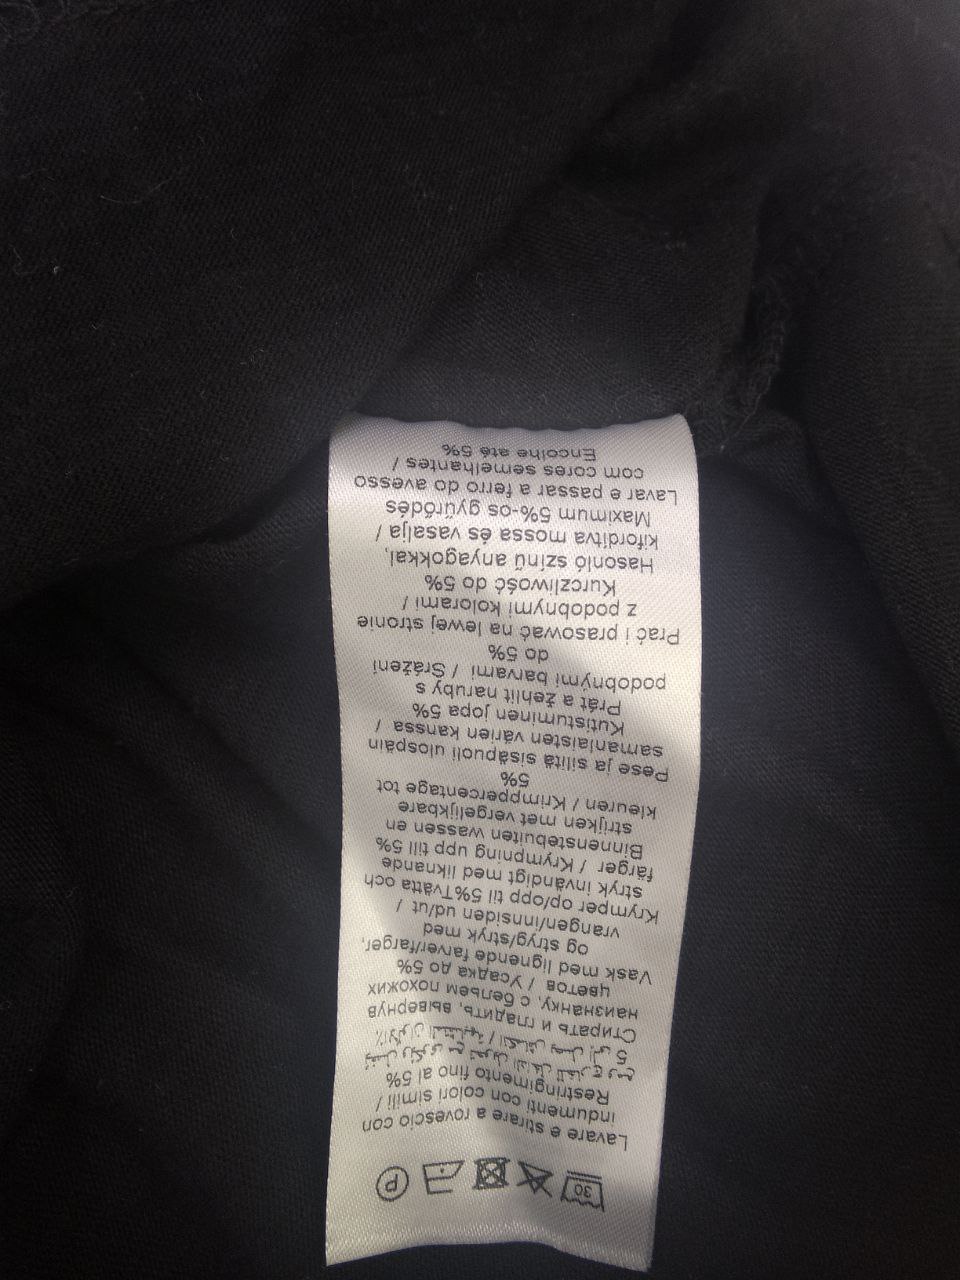 30 P
Lavare e stirare a rovescio con
indumenti con colori simili /
Restringimento fino al 5%
5
Стирать и гладить, вывернув
наизнанку, с бельем похожих
цветов / Усадка до 5%
Vask med lignende farver/farger,
og stryg/stryk med
vrangen/innsiden ud/ut /
Krymper op/opp til 5%Tvätta och
stryk invändigt med liknande
färger / Krympning upp till 5%
Binnenstebuiten wassen en
strijken met vergelijkbare
kleuren / Krimppercentage tot
5%
Pese ja silitä sisäpuoli ulospäin
samanlaisten värien kanssa /
Kutistuminen jopa 5%
Prát a žehlit naruby s
podobnými barvami / Srážení
do 5%
Prać i prasować na lewej stronie
z podobnymi kolorami /
Kurczliwość do 5%
Hasonló színű anyagokkal,
kifordítva mossa és vasalja /
Maximum 5%-os gyűrődés
Lavar e passar a ferro do avesso
com cores semelhantes /
Encolhe até 5%